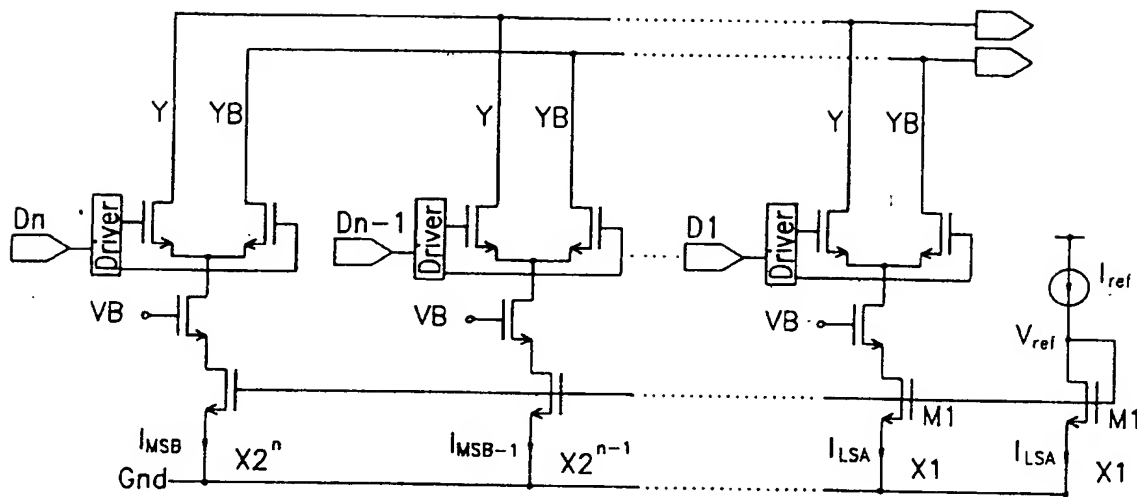 Y YB Y YB Y YB
Dn Driver Dn-1 Driver D1 Driver
I_ref
VB VB VB
V_ref
M1 M1
I_MSB X2^n I_MSB-1 X2^n-1 I_LSA X1 I_LSA X1
Gnd